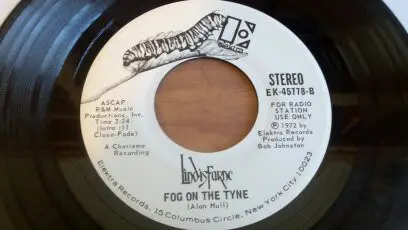 elektra
STEREO
EK-45778-B
ASCAP
R&M Music
Productions, Inc.
Time 3:24
(Intro :11
Close-Fade)
A Charisma
Recording
FOR RADIO
STATION
USE ONLY
Ⓟ 1972 by
Elektra Records
Produced by
Bob Johnston
Lindisfarne
FOG ON THE TYNE
(Alan Hull)
Elektra Records, 15 Columbus Circle, New York City 10023